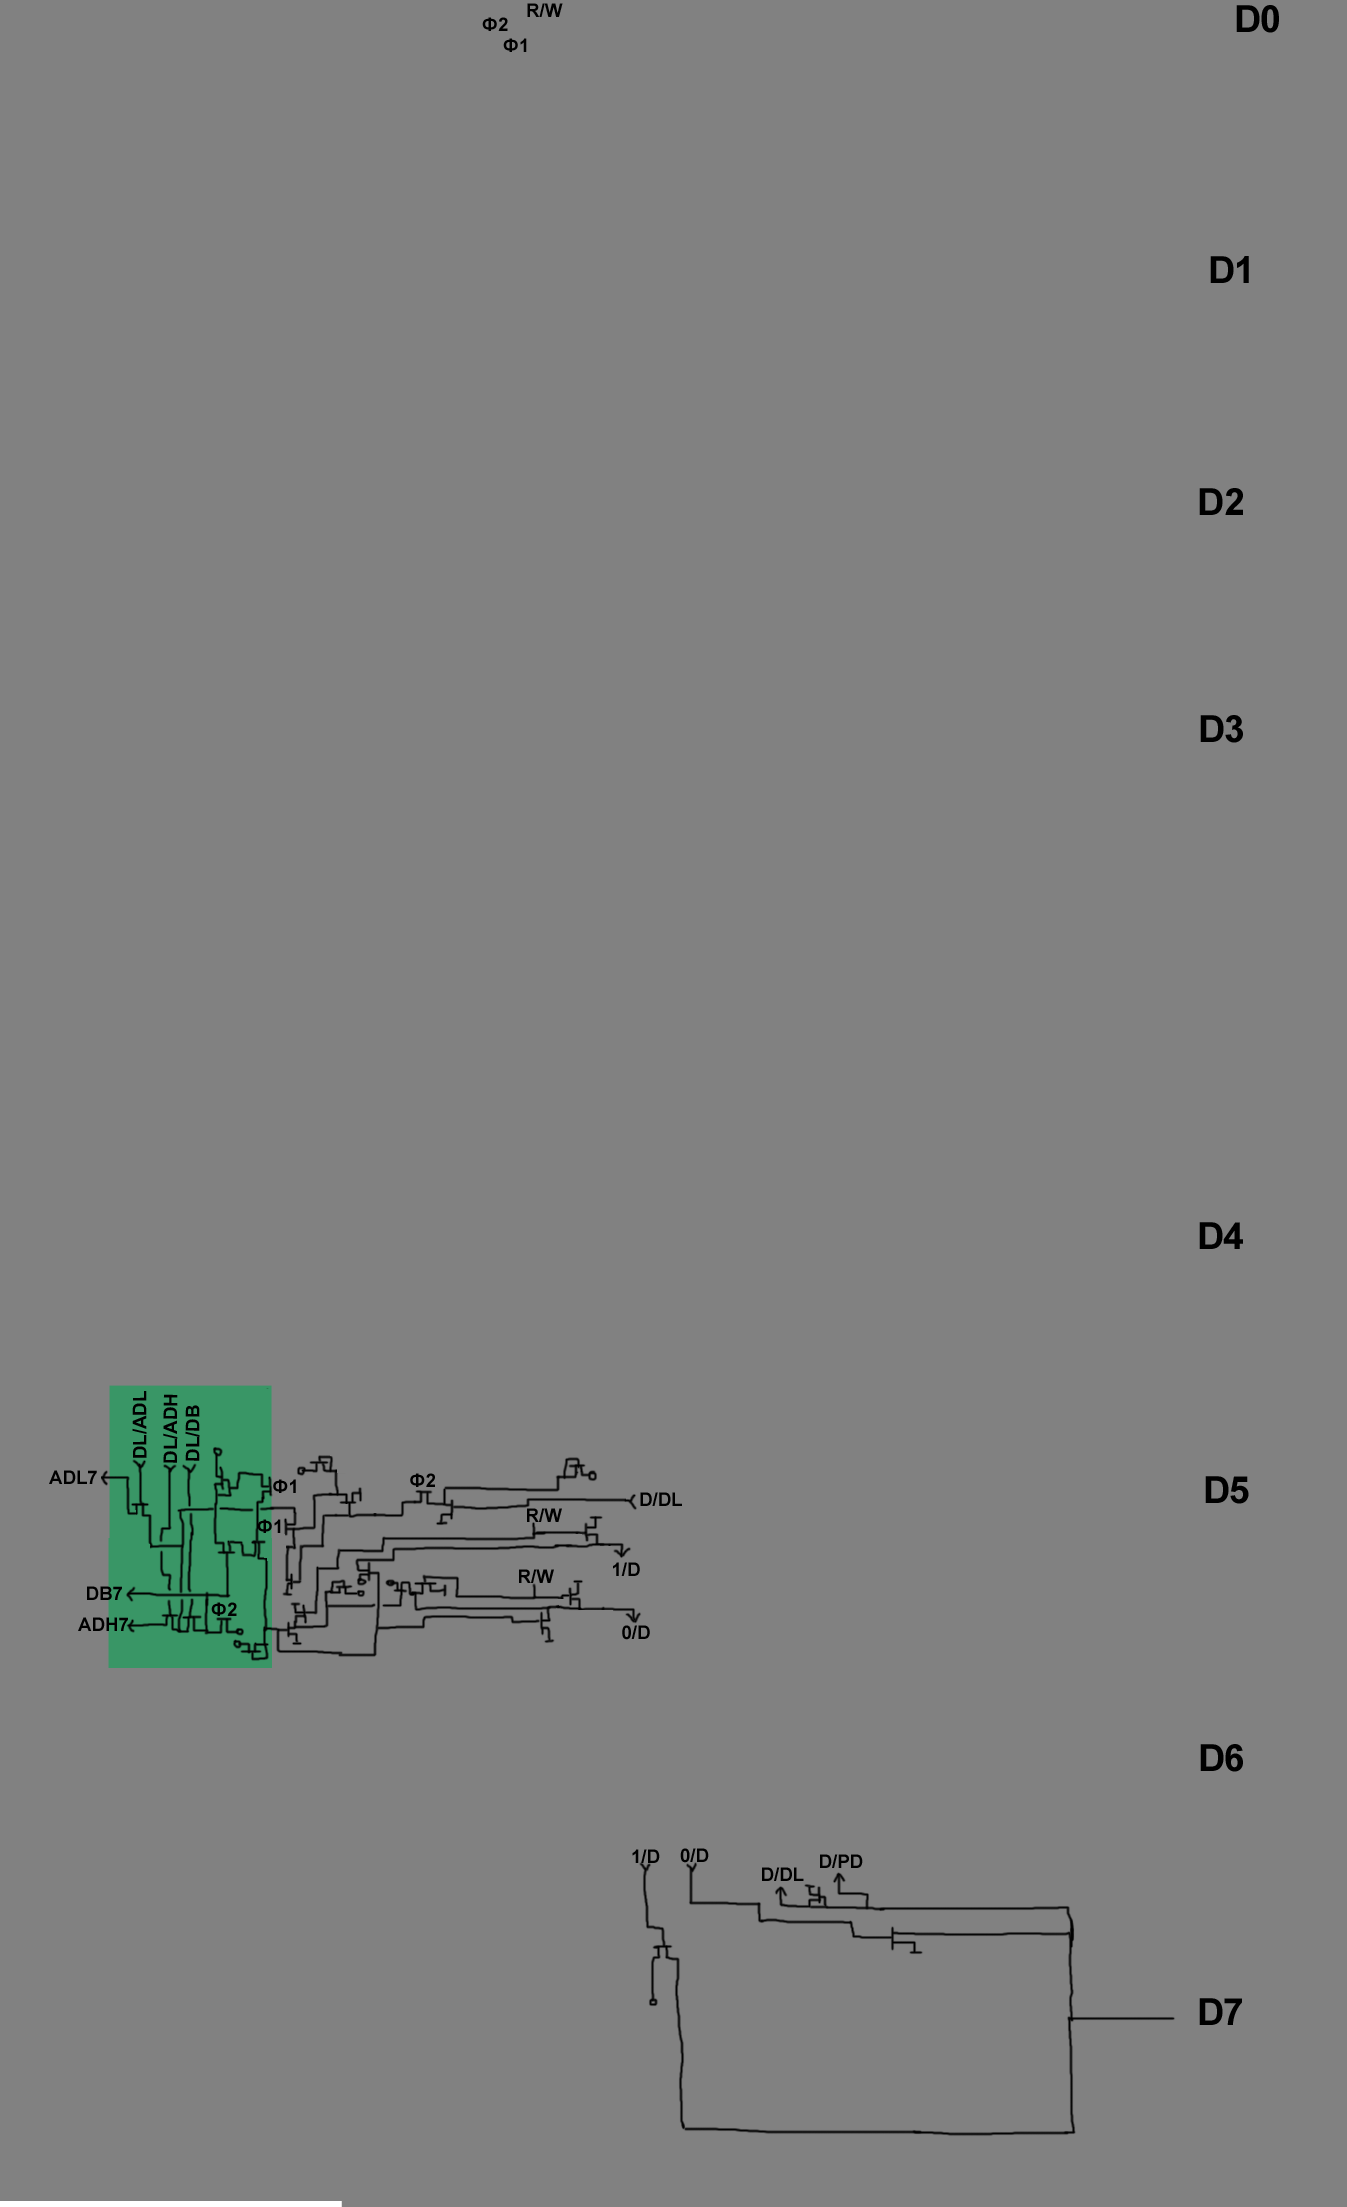 R/W
Φ2
Φ1
D0
D1
D2
D3
D4
DL/ADL
DL/ADH
DL/DB
ADL7
Φ1
Φ2
D/DL
D5
R/W
Φ1
1/D
R/W
DB7
Φ2
ADH7
0/D
D6
1/D
0/D
D/DL
D/PD
D7